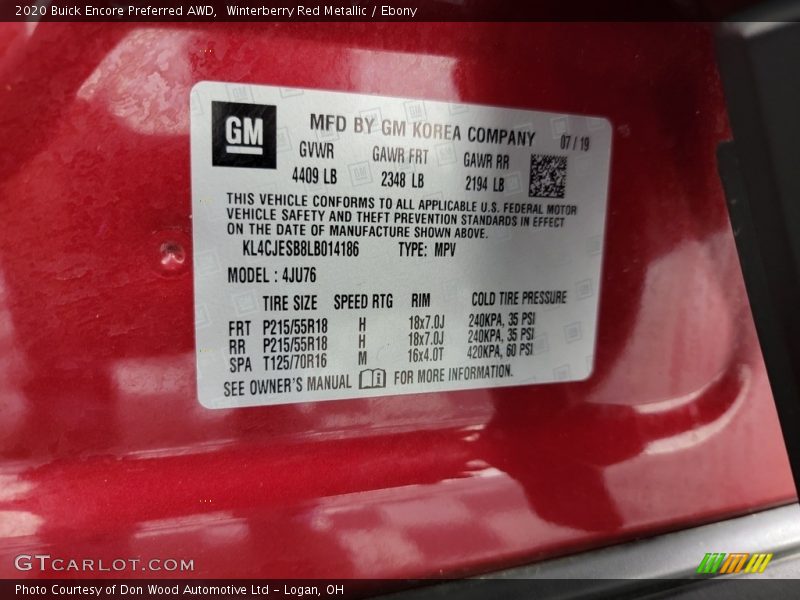 2020 Buick Encore Preferred AWD,  Winterberry Red Metallic / Ebony
GM
MFD BY GM KOREA COMPANY 07 / 19
GVWR GAWR FRT GAWR RR
4409 LB 2348 LB 2194 LB
THIS VEHICLE CONFORMS TO ALL APPLICABLE U.S. FEDERAL MOTOR
VEHICLE SAFETY AND THEFT PREVENTION STANDARDS IN EFFECT
ON THE DATE OF MANUFACTURE SHOWN ABOVE.
KL4CJESB8LB014186 TYPE: MPV
MODEL : 4JU76
TIRE SIZE SPEED RTG RIM COLD TIRE PRESSURE
FRT P215/55R18 H 18x7.0J 240KPA, 35 PSI
RR P215/55R18 H 18x7.0J 240KPA, 35 PSI
SPA T125/70R16 M 16x4.0T 420KPA, 60 PSI
SEE OWNER'S MANUAL FOR MORE INFORMATION.
GTCARLOT.COM
Photo Courtesy of Don Wood Automotive Ltd - Logan, OH